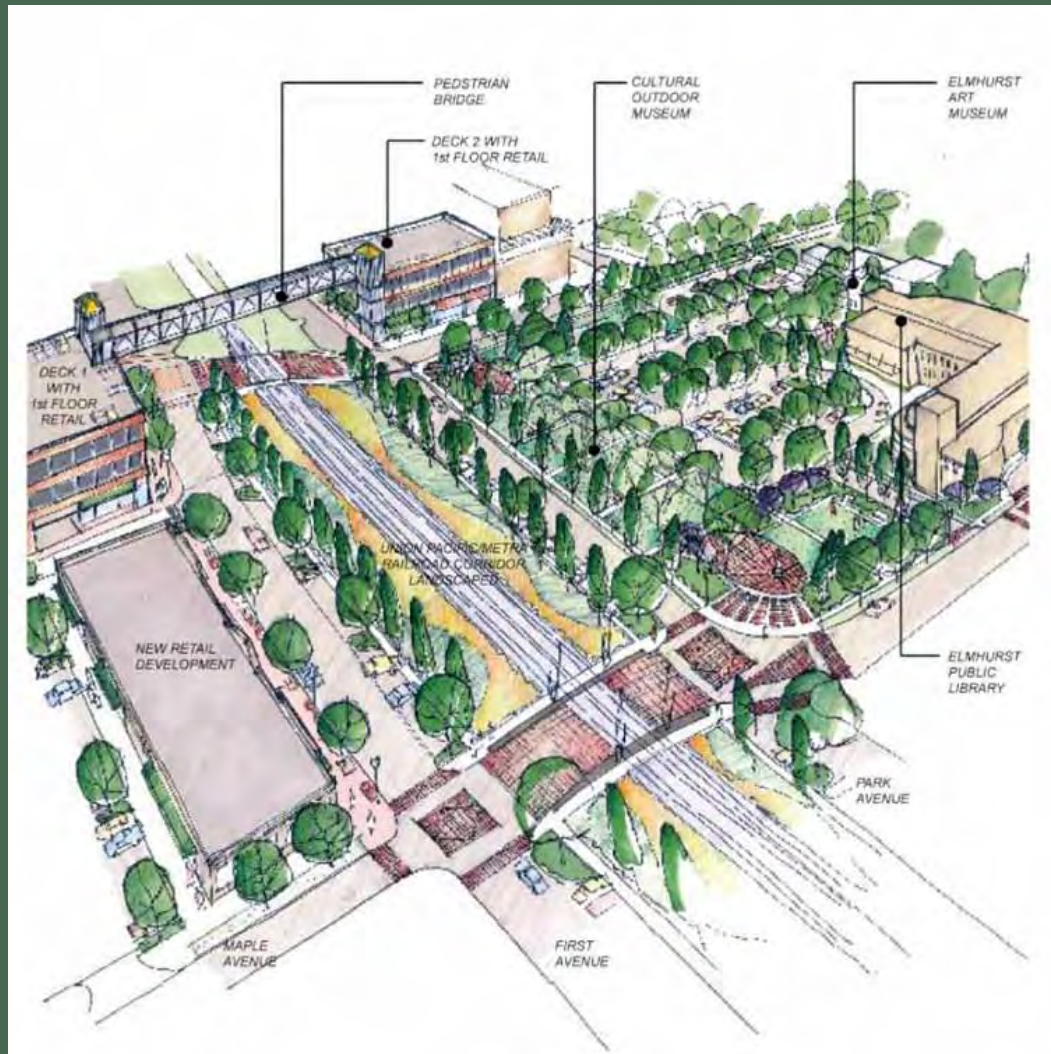 PEDSTRIAN
BRIDGE
CULTURAL
OUTDOOR
MUSEUM
ELMHURST
ART
MUSEUM
DECK 2 WITH
1st FLOOR RETAIL
DECK 1
WITH
1st FLOOR
RETAIL
UNION PACIFIC/METRA
RAILROAD CORRIDOR
LANDSCAPED
NEW RETAIL
DEVELOPMENT
ELMHURST
PUBLIC
LIBRARY
PARK
AVENUE
MAPLE
AVENUE
FIRST
AVENUE